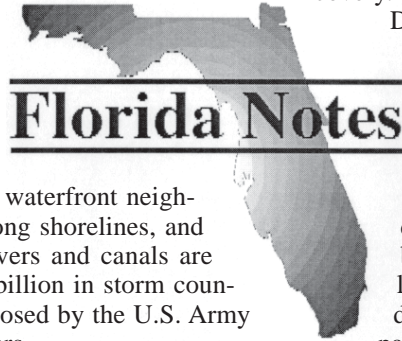 Florida Notes
waterfront neigh-
ong shorelines, and
vers and canals are
billion in storm coun-
osed by the U.S. Army